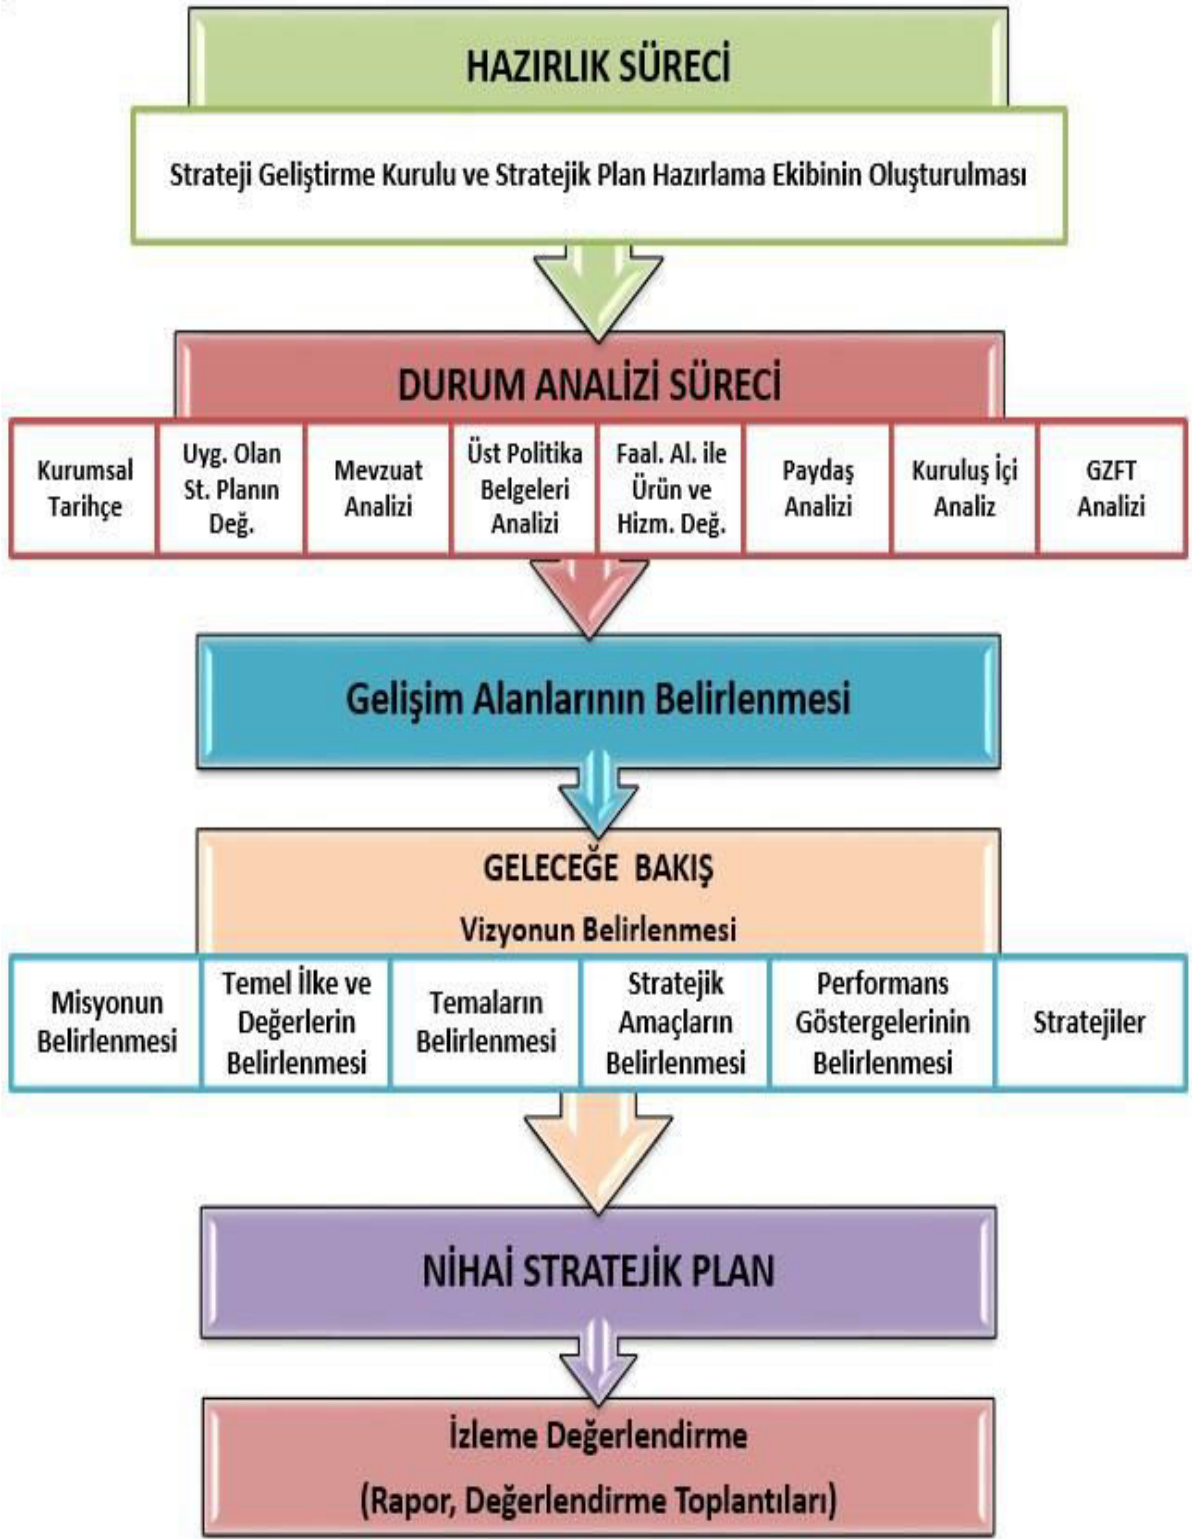 HAZIRLIK SÜRECİ
Strateji Geliştirme Kurulu ve Stratejik Plan Hazırlama Ekibinin Oluşturulması
DURUM ANALİZİ SÜRECİ
Kurumsal
Tarihçe
Uyg. Olan
St. Planın
Değ.
Mevzuat
Analizi
Üst Politika
Belgeleri
Analizi
Faal. Al. ile
Ürün ve
Hizm. Değ.
Paydaş
Analizi
Kuruluş İçi
Analiz
GZFT
Analizi
Gelişim Alanlarının Belirlenmesi
GELECEĞE BAKIŞ
Vizyonun Belirlenmesi
Misyonun
Belirlenmesi
Temel İlke ve
Değerlerin
Belirlenmesi
Temaların
Belirlenmesi
Stratejik
Amaçların
Belirlenmesi
Performans
Göstergelerinin
Belirlenmesi
Stratejiler
NİHAİ STRATEJİK PLAN
İzleme Değerlendirme
(Rapor, Değerlendirme Toplantıları)